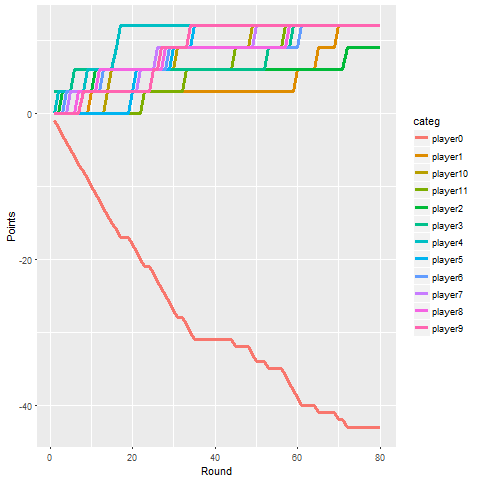 0
-20
-40
Points
0
20
40
60
80
Round
categ
player0
player1
player10
player11
player2
player3
player4
player5
player6
player7
player8
player9